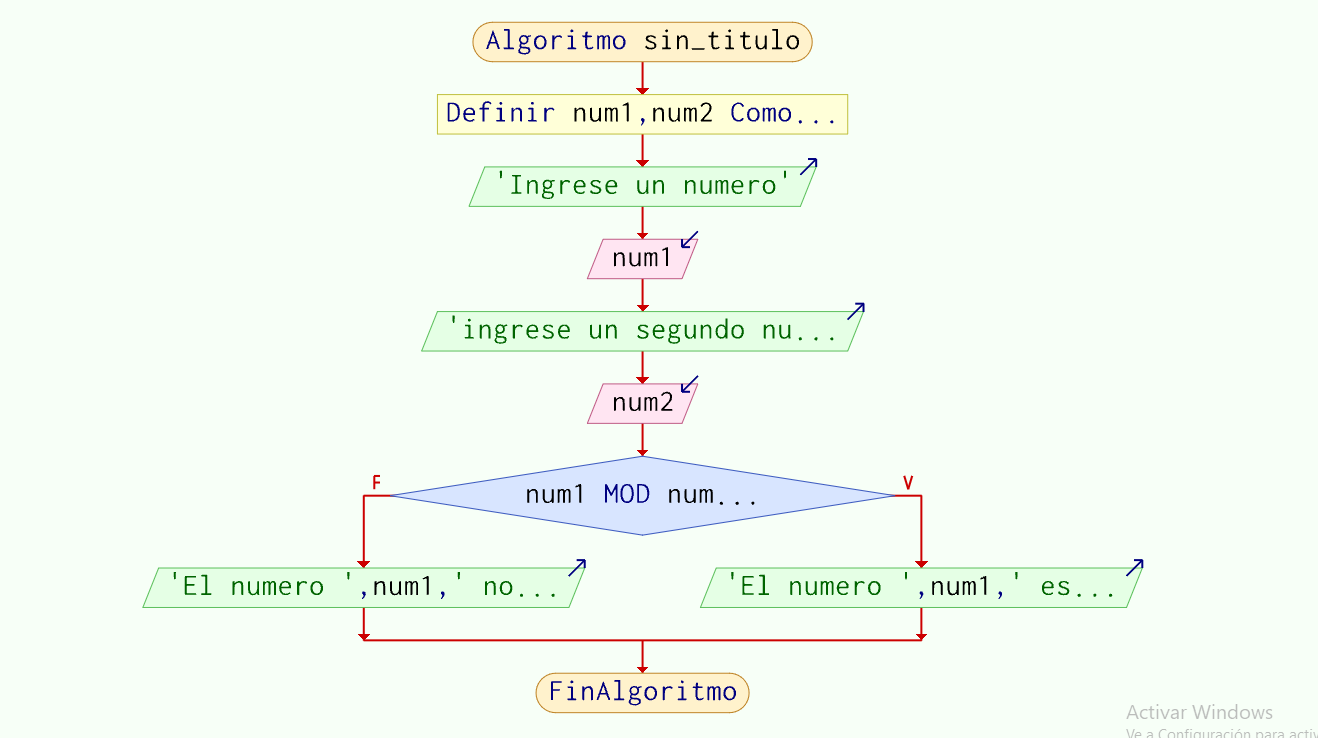 Algoritmo sin_titulo
Definir num1,num2 Como...
'Ingrese un numero'
num1
'ingrese un segundo nu...
num2
num1 MOD num...
F
V
'El numero ',num1,' no...
'El numero ',num1,' es...
FinAlgoritmo
Activar Windows
Ve a Configuración para activ